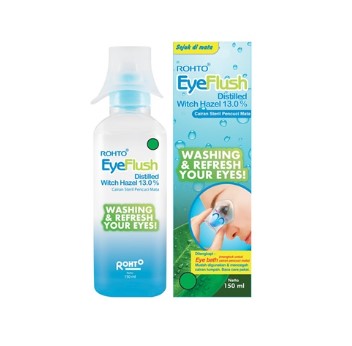 ROHTO®
EyeFlush
Distilled
Witch Hazel 13.0%
Cairan Steril Pencuci Mata
WASHING
& REFRESH
YOUR EYES!
ROHTO
150 ml
Sejuk di mata
ROHTO®
EyeFlush
Distilled
Witch Hazel 13.0%
Cairan Steril Pencuci Mata
WASHING
& REFRESH
YOUR EYES!
Dilengkapi
Eye bath
Netto
150 ml